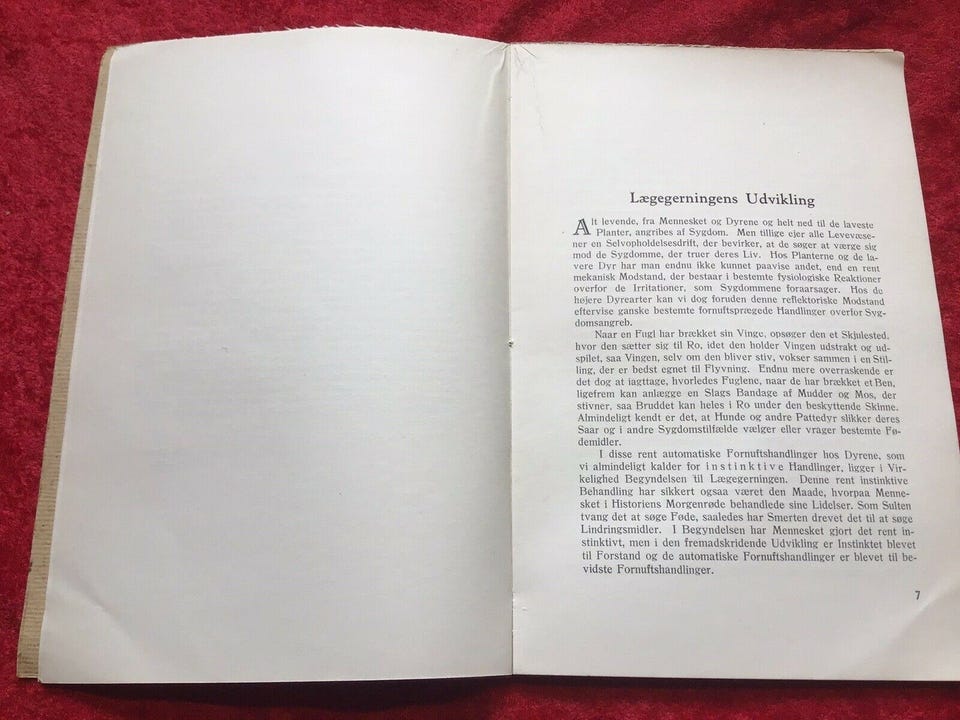 Lægegerningens Udvikling
Alt levende, fra Mennesket og Dyrene og helt ned til de laveste
Planter, angribes af Sygdom. Men tillige ejer alle Levevæse-
ner en Selvopholdelsesdrift, der bevirker, at de søger at værge sig
mod de Sygdomme, der truer deres Liv. Hos Planterne og de la-
vere Dyr har man endnu ikke kunnet paavise andet, end en rent
mekanisk Modstand, der bestaar i bestemte fysiologiske Reaktioner
overfor de Irritationer, som Sygdommene foraarsager. Hos de
højere Dyrearter kan vi dog foruden denne reflektoriske Modstand
eftervise ganske bestemte fornuftsprægede Handlinger overfor Syg-
domsangreb.
Naar en Fugl har brækket sin Vinge, opsøger den et Skjulested,
hvor den sætter sig til Ro, idet den holder Vingen udstrakt og ud-
spilet, saa Vingen, selv om den bliver stiv, vokser sammen i en Stil-
ling, der er bedst egnet til Flyvning. Endnu mere overraskende er
det dog at iagttage, hvorledes Fuglene, naar de har brækket et Ben,
ligefrem kan anlægge en Slags Bandage af Mudder og Mos, der
stivner, saa Bruddet kan heles i Ro under den beskyttende Skinne.
Almindeligt kendt er det, at Hunde og andre Pattedyr slikker deres
Saar og i andre Sygdomstilfælde vælger eller vrager bestemte Fø-
demidler.
I disse rent automatiske Fornuftshandlinger hos Dyrene, som
vi almindeligt kalder for instinktive Handlinger, ligger i Vir-
kelighed Begyndelsen til Lægegerningen. Denne rent instinktive
Behandling har sikkert ogsaa været den Maade, hvorpaa Menne-
sket i Historiens Morgenrøde behandlede sine Lidelser. Som Sulten
tvang det at søge Føde, saaledes har Smerten drevet det til at søge
Lindringsmidler. I Begyndelsen har Mennesket gjort det rent in-
stinktivt, men i den fremadskridende Udvikling er Instinktet blevet
til Forstand og de automatiske Fornuftshandlinger er blevet til be-
vidste Fornuftshandlinger.
7